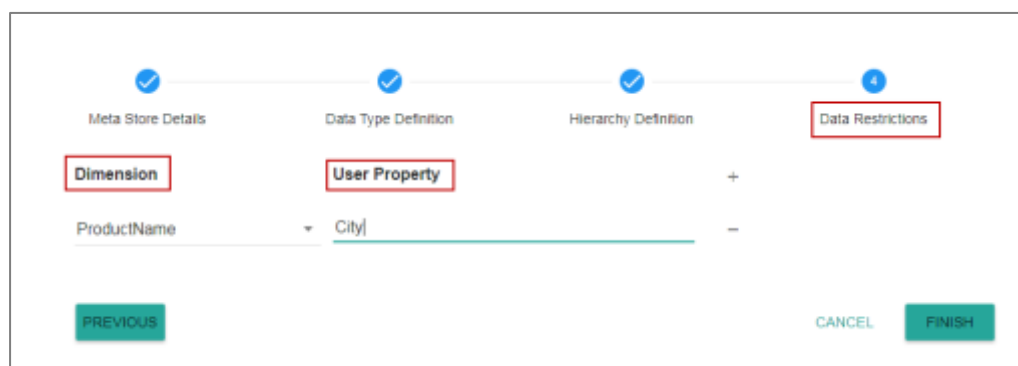 4
Meta Store Details Data Type Definition Hierarchy Definition Data Restrictions
Dimension User Property +
ProductName City −
PREVIOUS CANCEL FINISH